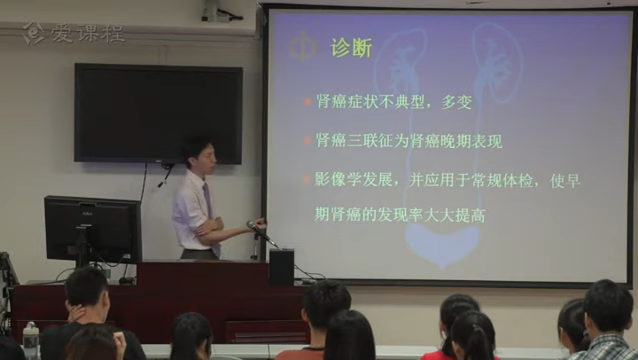 爱课程
诊断
肾癌症状不典型，多变
肾癌三联征为肾癌晚期表现
影像学发展，并应用于常规体检，使早
期肾癌的发现率大大提高